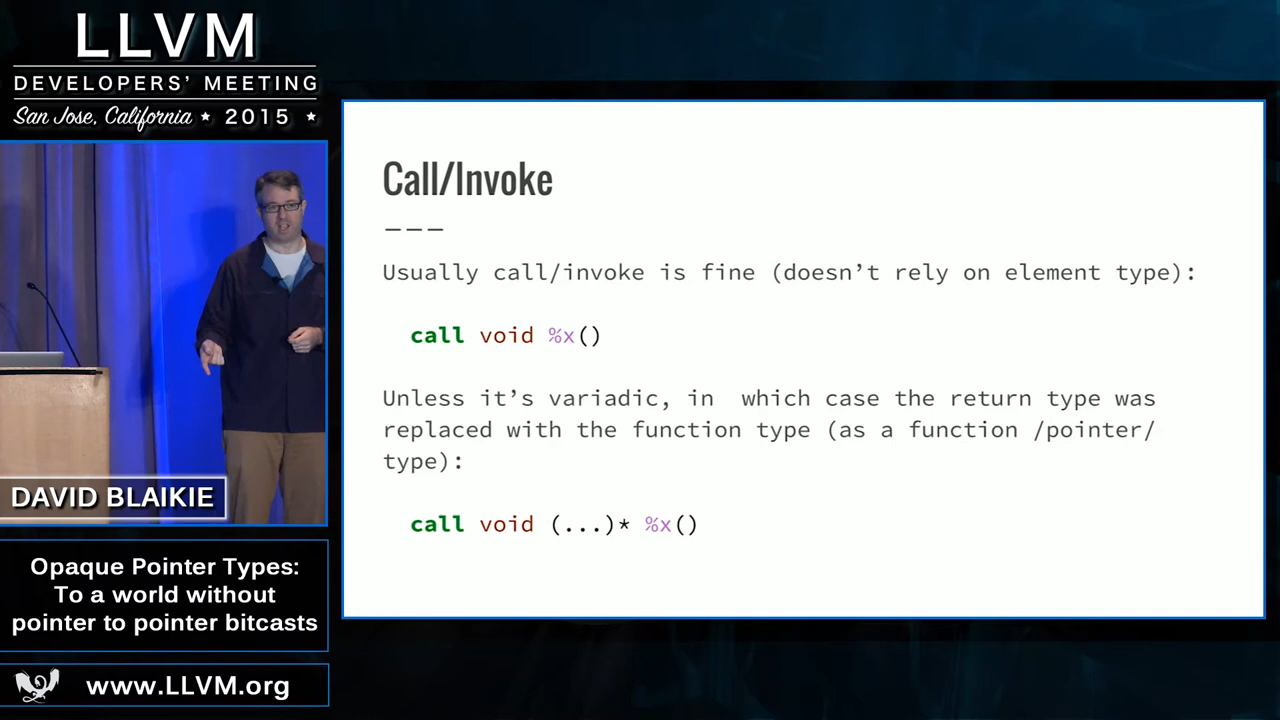 LLVM
DEVELOPERS' MEETING
San Jose, California ★ 2015 ★
DAVID BLAIKIE
Opaque Pointer Types:
To a world without
pointer to pointer bitcasts
www.LLVM.org
Call/Invoke
---
Usually call/invoke is fine (doesn't rely on element type):
call void %x()
Unless it's variadic, in which case the return type was
replaced with the function type (as a function /pointer/
type):
call void (...)* %x()